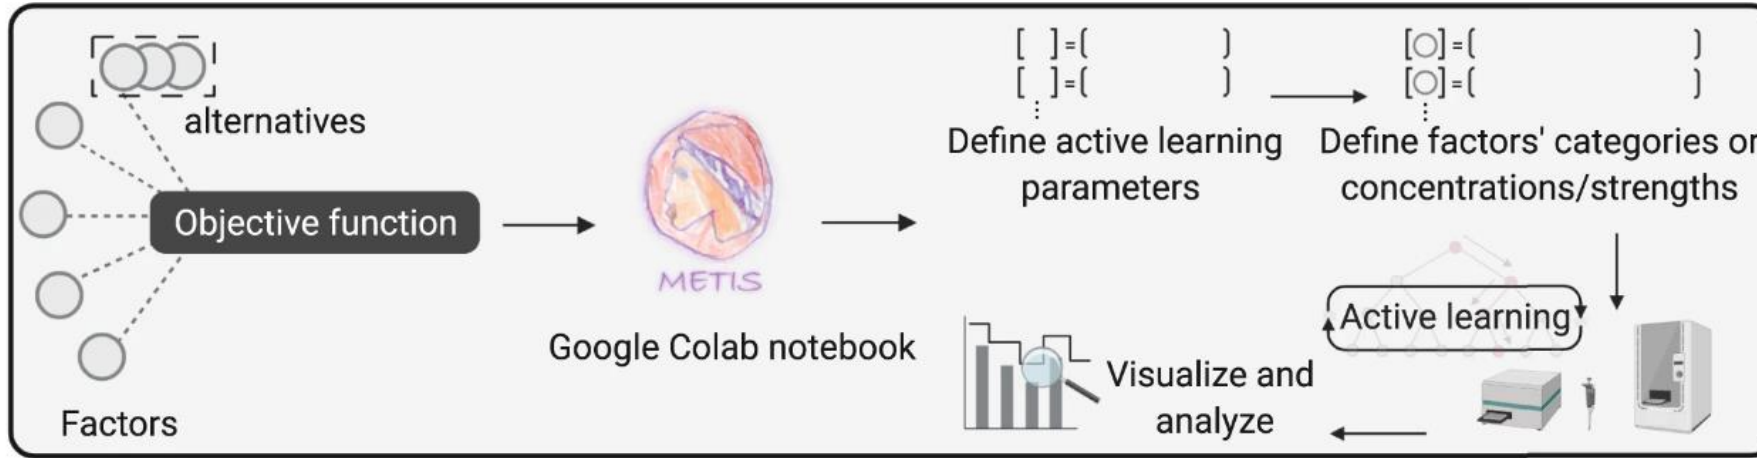 alternatives
Objective function
Factors
METIS
Google Colab notebook
[ ]=( )
[ ]=( )
Define active learning
parameters
[ ]=( )
[ ]=( )
Define factors' categories or
concentrations/strengths
Active learning
Visualize and
analyze